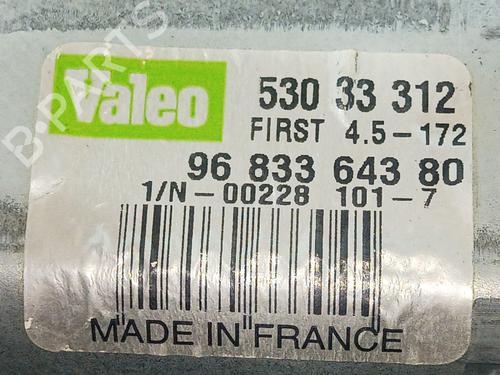 Valeo
530 33 312
FIRST 4.5-172
96 833 643 80
1/N-00228 101-7
MADE IN FRANCE
B-PARTS